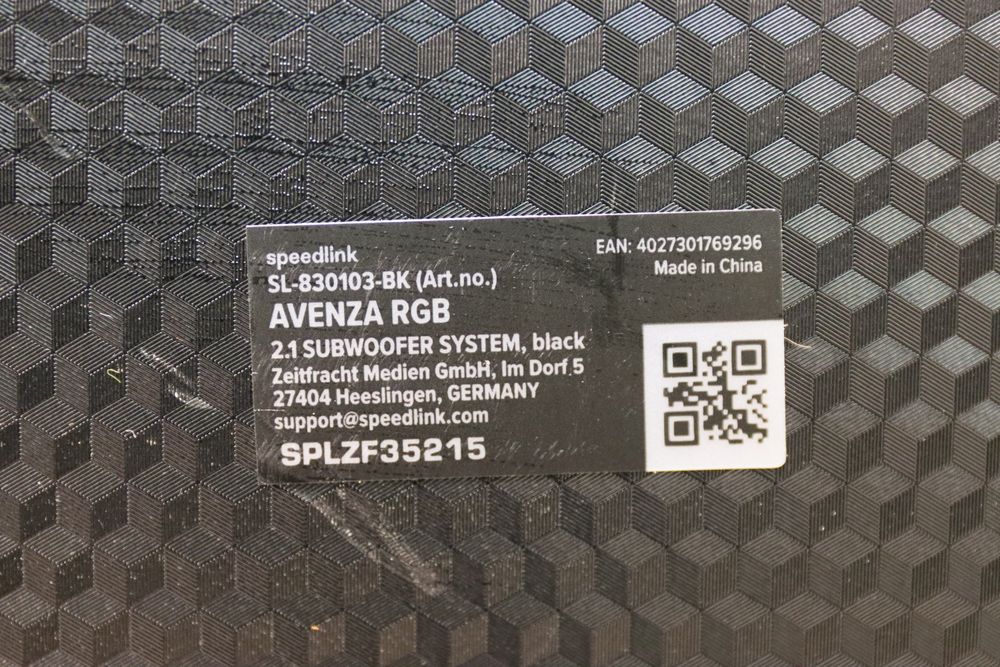 speedlink
SL-830103-BK (Art.no.)
AVENZA RGB
2.1 SUBWOOFER SYSTEM, black
Zeitfracht Medien GmbH, Im Dorf 5
27404 Heeslingen, GERMANY
support@speedlink.com
SPLZF35215
EAN: 4027301769296
Made in China